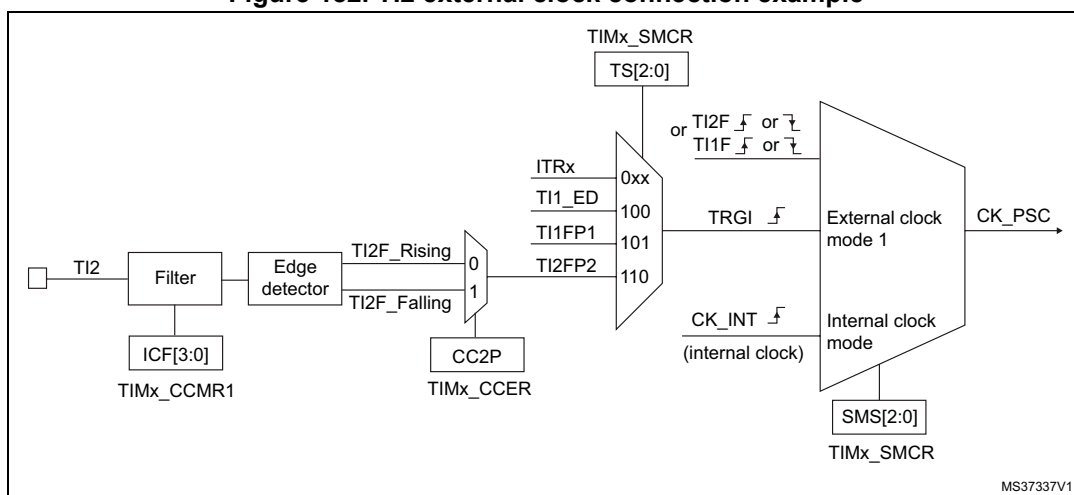 Figure TI2 external clock connection example
TIMx_SMCR
TS[2:0]
or TI2F or
TI1F or
ITRx
0xx
TI1_ED
100
TRGI
External clock
mode 1
CK_PSC
TI1FP1
101
TI2F_Rising
0
TI2FP2
110
TI2
Filter
Edge
detector
TI2F_Falling
1
CK_INT
(internal clock)
Internal clock
mode
ICF[3:0]
TIMx_CCMR1
CC2P
TIMx_CCER
SMS[2:0]
TIMx_SMCR
MS37337V1